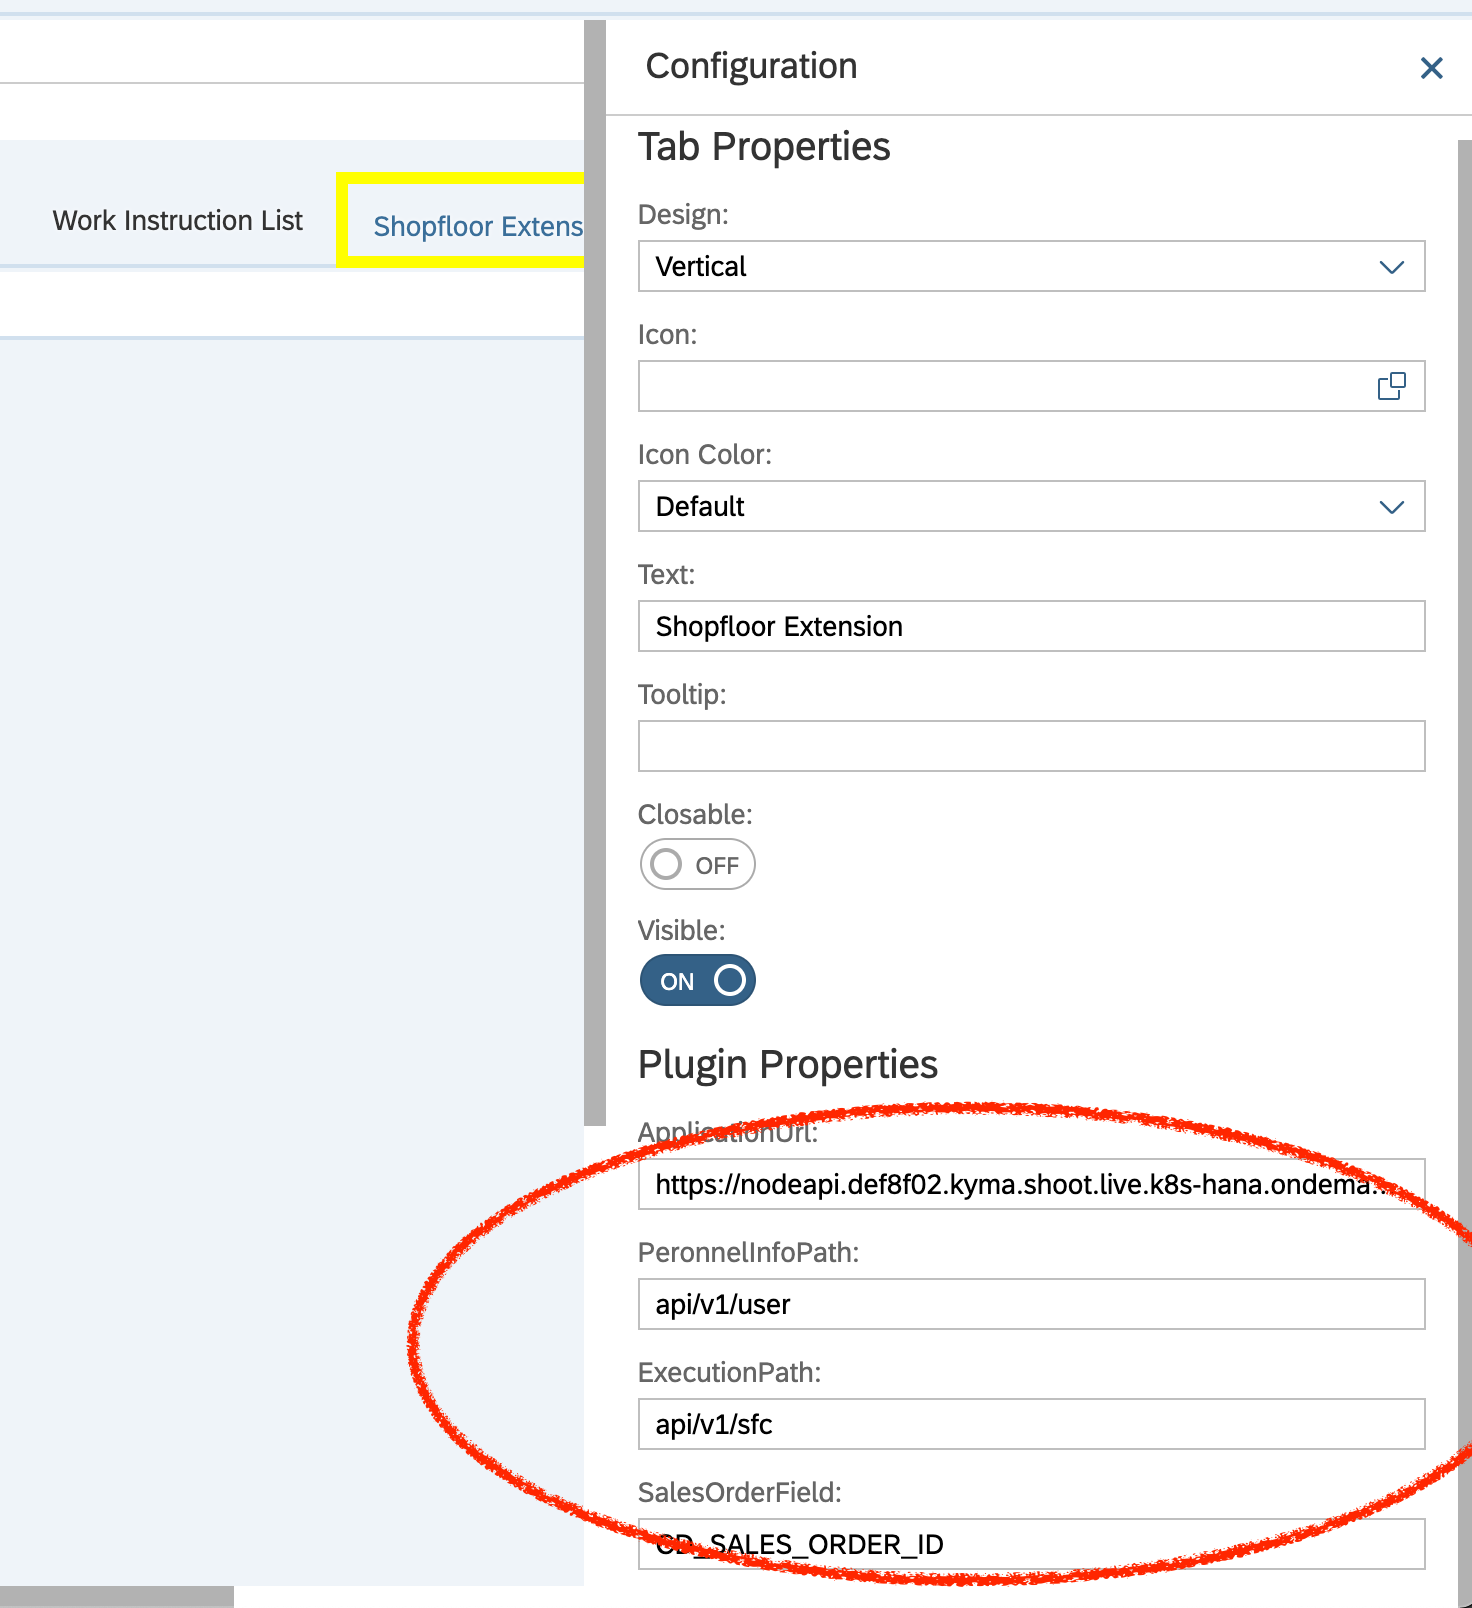 Configuration
Tab Properties
Work Instruction List
Shopfloor Extens
Design:
Vertical
Icon:
Icon Color:
Default
Text:
Shopfloor Extension
Tooltip:
Closable:
OFF
Visible:
ON
Plugin Properties
ApplicationUrl:
https://nodeapi.def8f02.kyma.shoot.live.k8s-hana.ondema...
PeronnelInfoPath:
api/v1/user
ExecutionPath:
api/v1/sfc
SalesOrderField:
CD_SALES_ORDER_ID